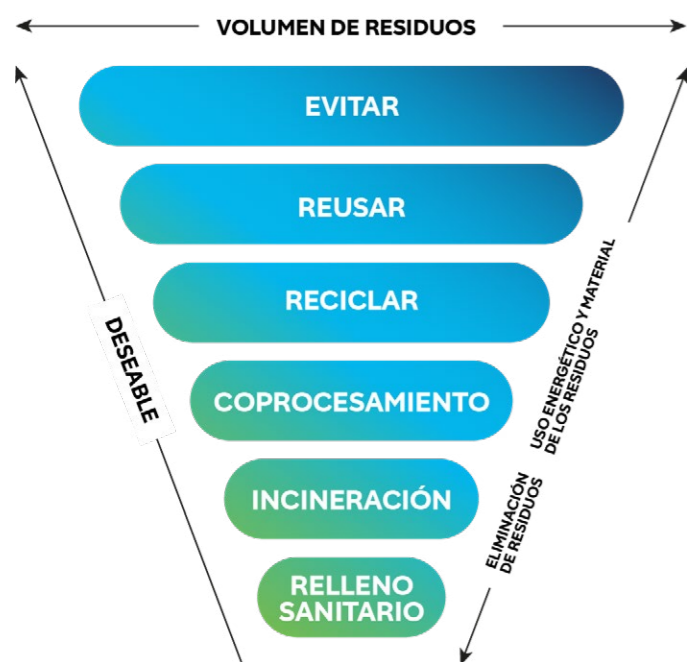 VOLUMEN DE RESIDUOS
EVITAR
REUSAR
RECICLAR
DESEABLE
USO ENERGÉTICO Y MATERIAL
DE LOS RESIDUOS
COPROCESAMIENTO
INCINERACIÓN
ELIMINACIÓN
DE RESIDUOS
RELLENO
SANITARIO